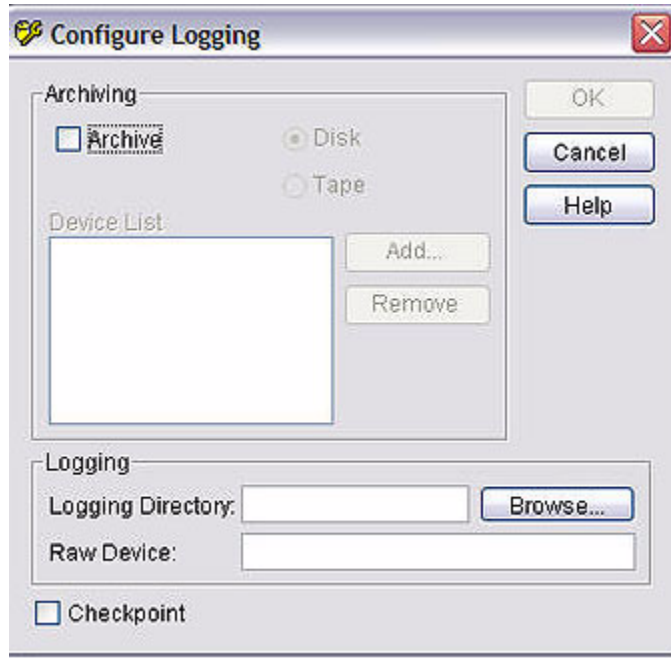 Configure Logging
Archiving
OK
Archive
Disk
Cancel
Tape
Help
Device List
Add...
Remove
Logging
Logging Directory:
Browse...
Raw Device:
Checkpoint